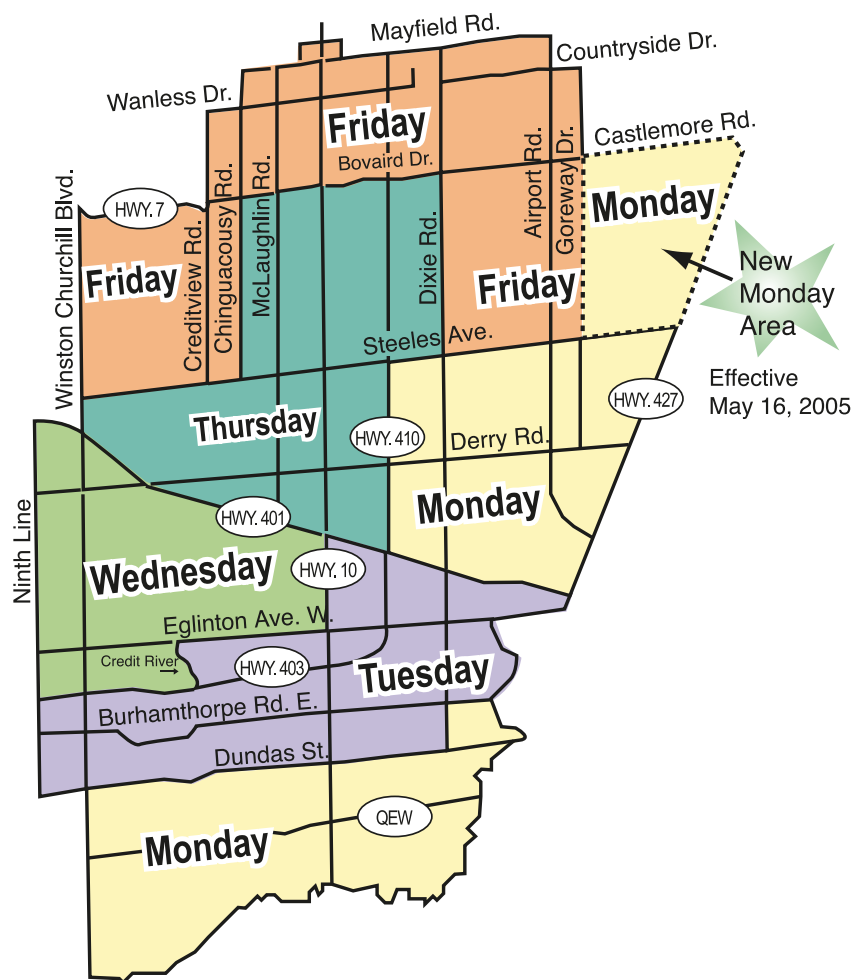 Mayfield Rd.
Countryside Dr.
Wanless Dr.
Friday
Castlemore Rd.
Bovaird Dr.
HWY. 7
Winston Churchill Blvd.
Creditview Rd.
Chinguacousy Rd.
McLaughlin Rd.
Dixie Rd.
Airport Rd.
Goreway Dr.
Monday
Friday
Friday
New
Monday
Area
Steeles Ave.
Effective
May 16, 2005
HWY. 427
Thursday
HWY. 410
Derry Rd.
Monday
HWY. 401
Ninth Line
Wednesday
HWY. 10
Eglinton Ave. W.
Credit River
HWY. 403
Tuesday
Burhamthorpe Rd. E.
Dundas St.
QEW
Monday